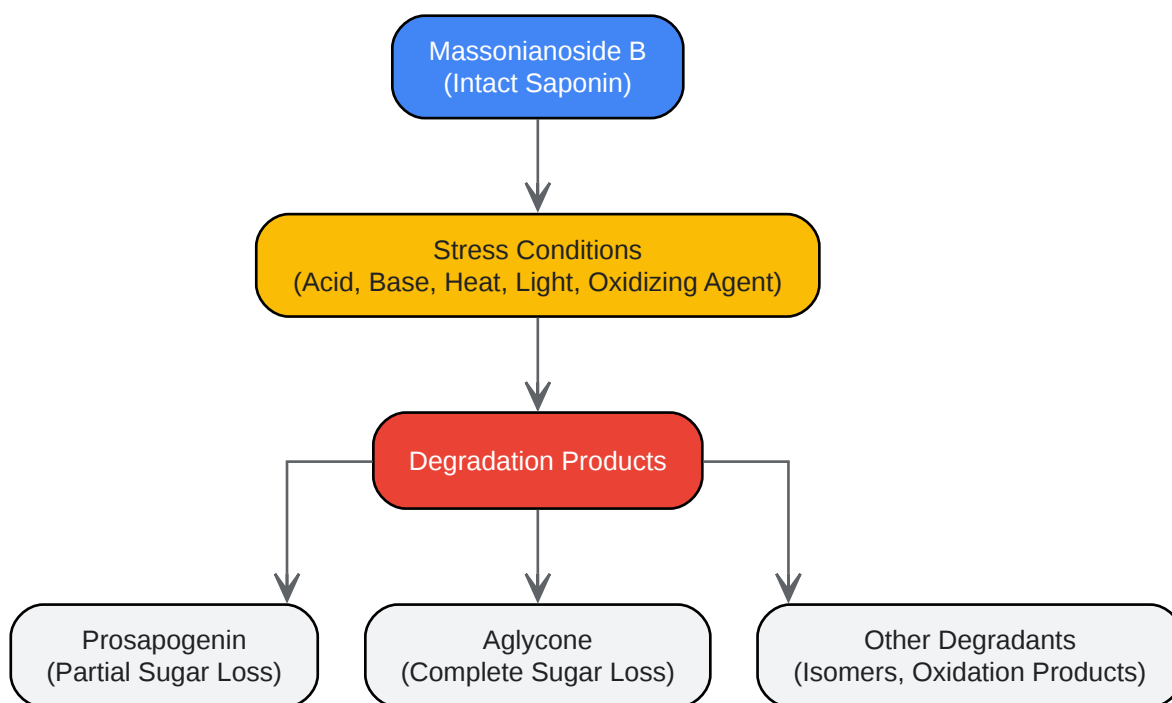 Massonianoside B
(Intact Saponin)
Stress Conditions
(Acid, Base, Heat, Light, Oxidizing Agent)
Degradation Products
Prosapogenin
(Partial Sugar Loss)
Aglycone
(Complete Sugar Loss)
Other Degradants
(Isomers, Oxidation Products)